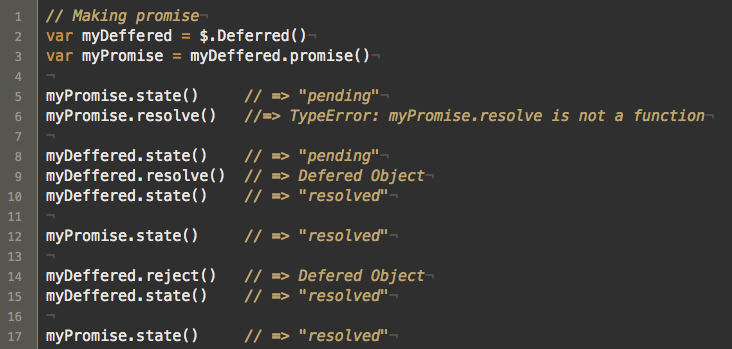 1 // Making promise¬
2 var myDeffered = $.Deferred()¬
3 var myPromise = myDeffered.promise()¬
4 ¬
5 myPromise.state() // => "pending"¬
6 myPromise.resolve() //=> TypeError: myPromise.resolve is not a function¬
7 ¬
8 myDeffered.state() // => "pending"¬
9 myDeffered.resolve() // => Defered Object¬
10 myDeffered.state() // => "resolved"¬
11 ¬
12 myPromise.state() // => "resolved"¬
13 ¬
14 myDeffered.reject() // => Defered Object¬
15 myDeffered.state() // => "resolved"¬
16 ¬
17 myPromise.state() // => "resolved"¬